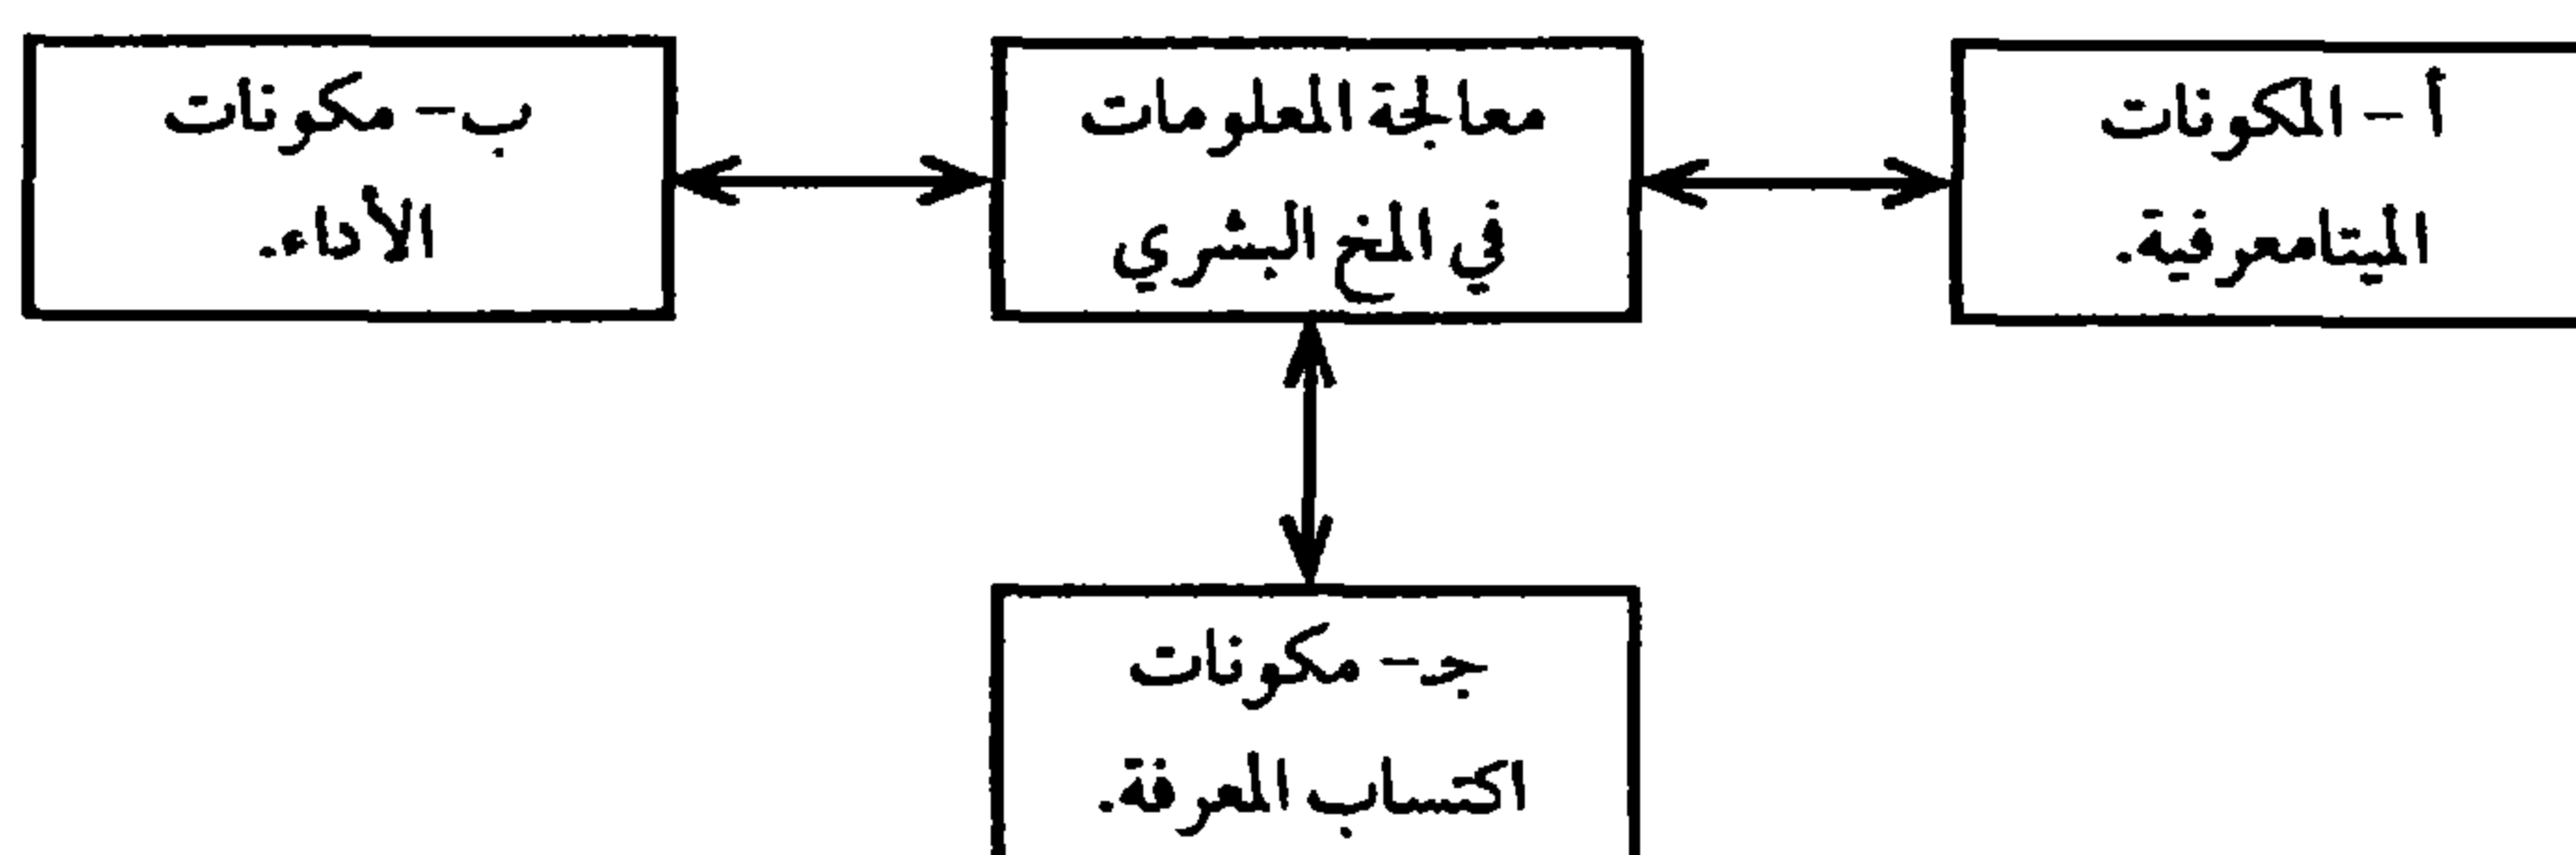 أ - المكونات
الميتامعرفية.
معالجة المعلومات
في المخ البشري
ب- مكونات
الأداء.
جـ- مكونات
اكتساب المعرفة.